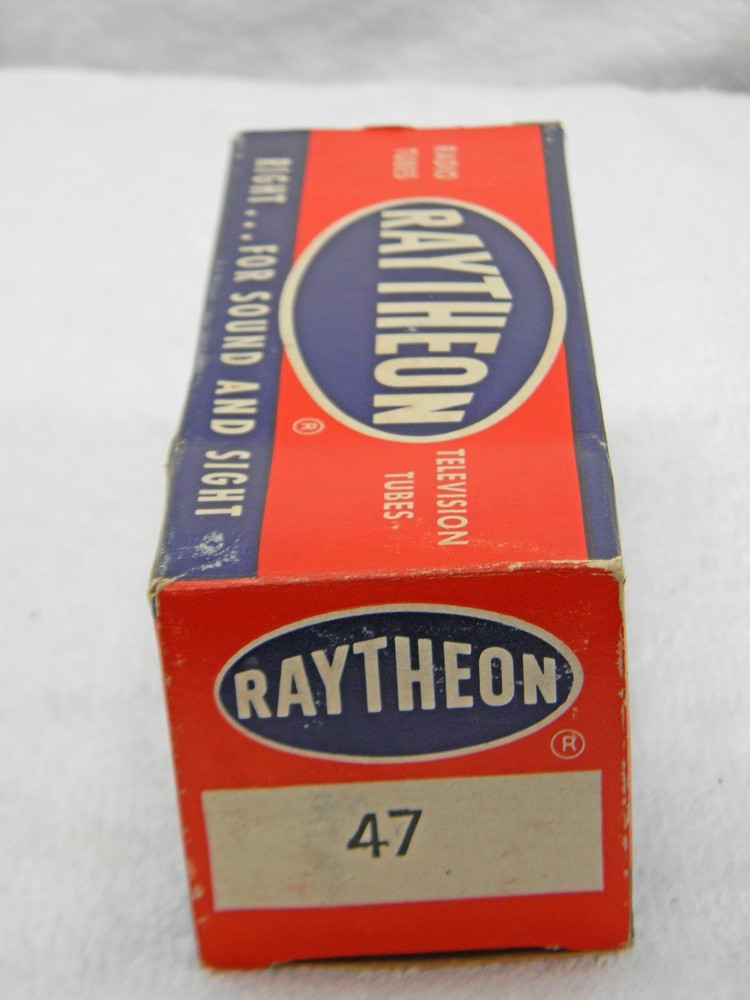 RADIO
TUBES
RAYTHEON
®
TELEVISION
TUBES
RIGHT....FOR SOUND AND SIGHT
RAYTHEON
®
47